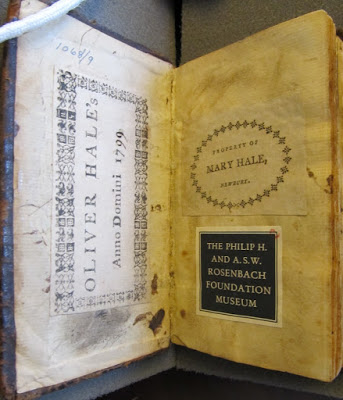 1068/9
OLIVER HALE's
Anno Domini 1799.
PROPERTY OF
MARY HALE,
NEWBURY.
THE PHILIP H.
AND A.S.W.
ROSENBACH
FOUNDATION
MUSEUM